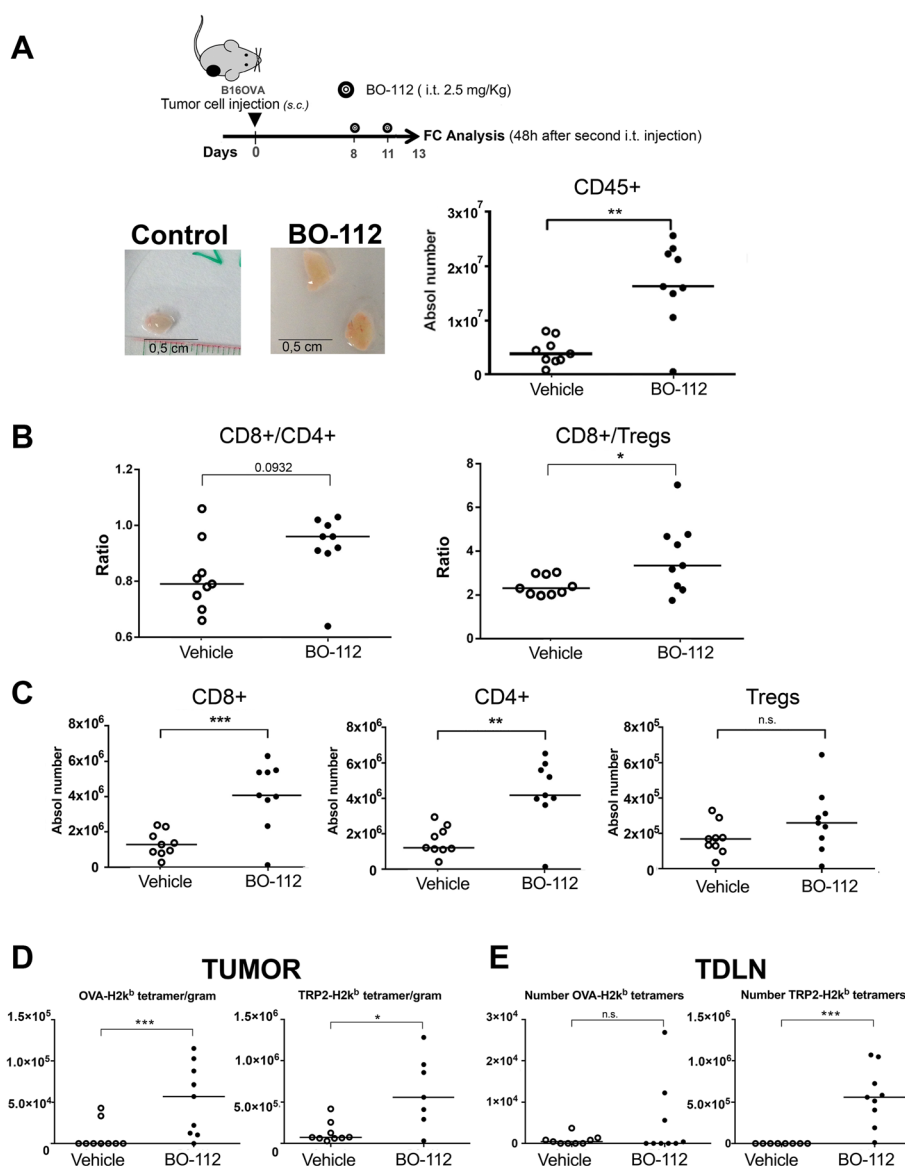 A
B16OVA
Tumor cell injection (s.c.)
BO-112 ( i.t. 2.5 mg/Kg)
FC Analysis (48h after second i.t. injection)
Days 0 8 11 13
Control
BO-112
0,5 cm
0,5 cm
CD45+
**
Absol number
3x10⁷
2x10⁷
1x10⁷
0
Vehicle
BO-112
B
CD8+/CD4+
0.0932
Ratio
1.2
1.0
0.8
0.6
Vehicle
BO-112
CD8+/Tregs
*
Ratio
8
6
4
2
0
Vehicle
BO-112
C
CD8+
***
Absol number
8x10⁶
6x10⁶
4x10⁶
2x10⁶
0
Vehicle
BO-112
CD4+
**
Absol number
8x10⁶
6x10⁶
4x10⁶
2x10⁶
0
Vehicle
BO-112
Tregs
n.s.
Absol number
8x10⁵
6x10⁵
4x10⁵
2x10⁵
0
Vehicle
BO-112
D
TUMOR
OVA-H2kᵇ tetramer/gram
***
1.5×10⁵
1.0×10⁵
5.0×10⁴
0
Vehicle
BO-112
TRP2-H2kᵇ tetramer/gram
*
1.5×10⁶
1.0×10⁶
5.0×10⁵
0
Vehicle
BO-112
E
TDLN
Number OVA-H2kᵇ tetramers
n.s.
3×10⁴
2×10⁴
1×10⁴
0
Vehicle
BO-112
Number TRP2-H2kᵇ tetramers
***
1.5×10⁶
1.0×10⁶
5.0×10⁵
0
Vehicle
BO-112